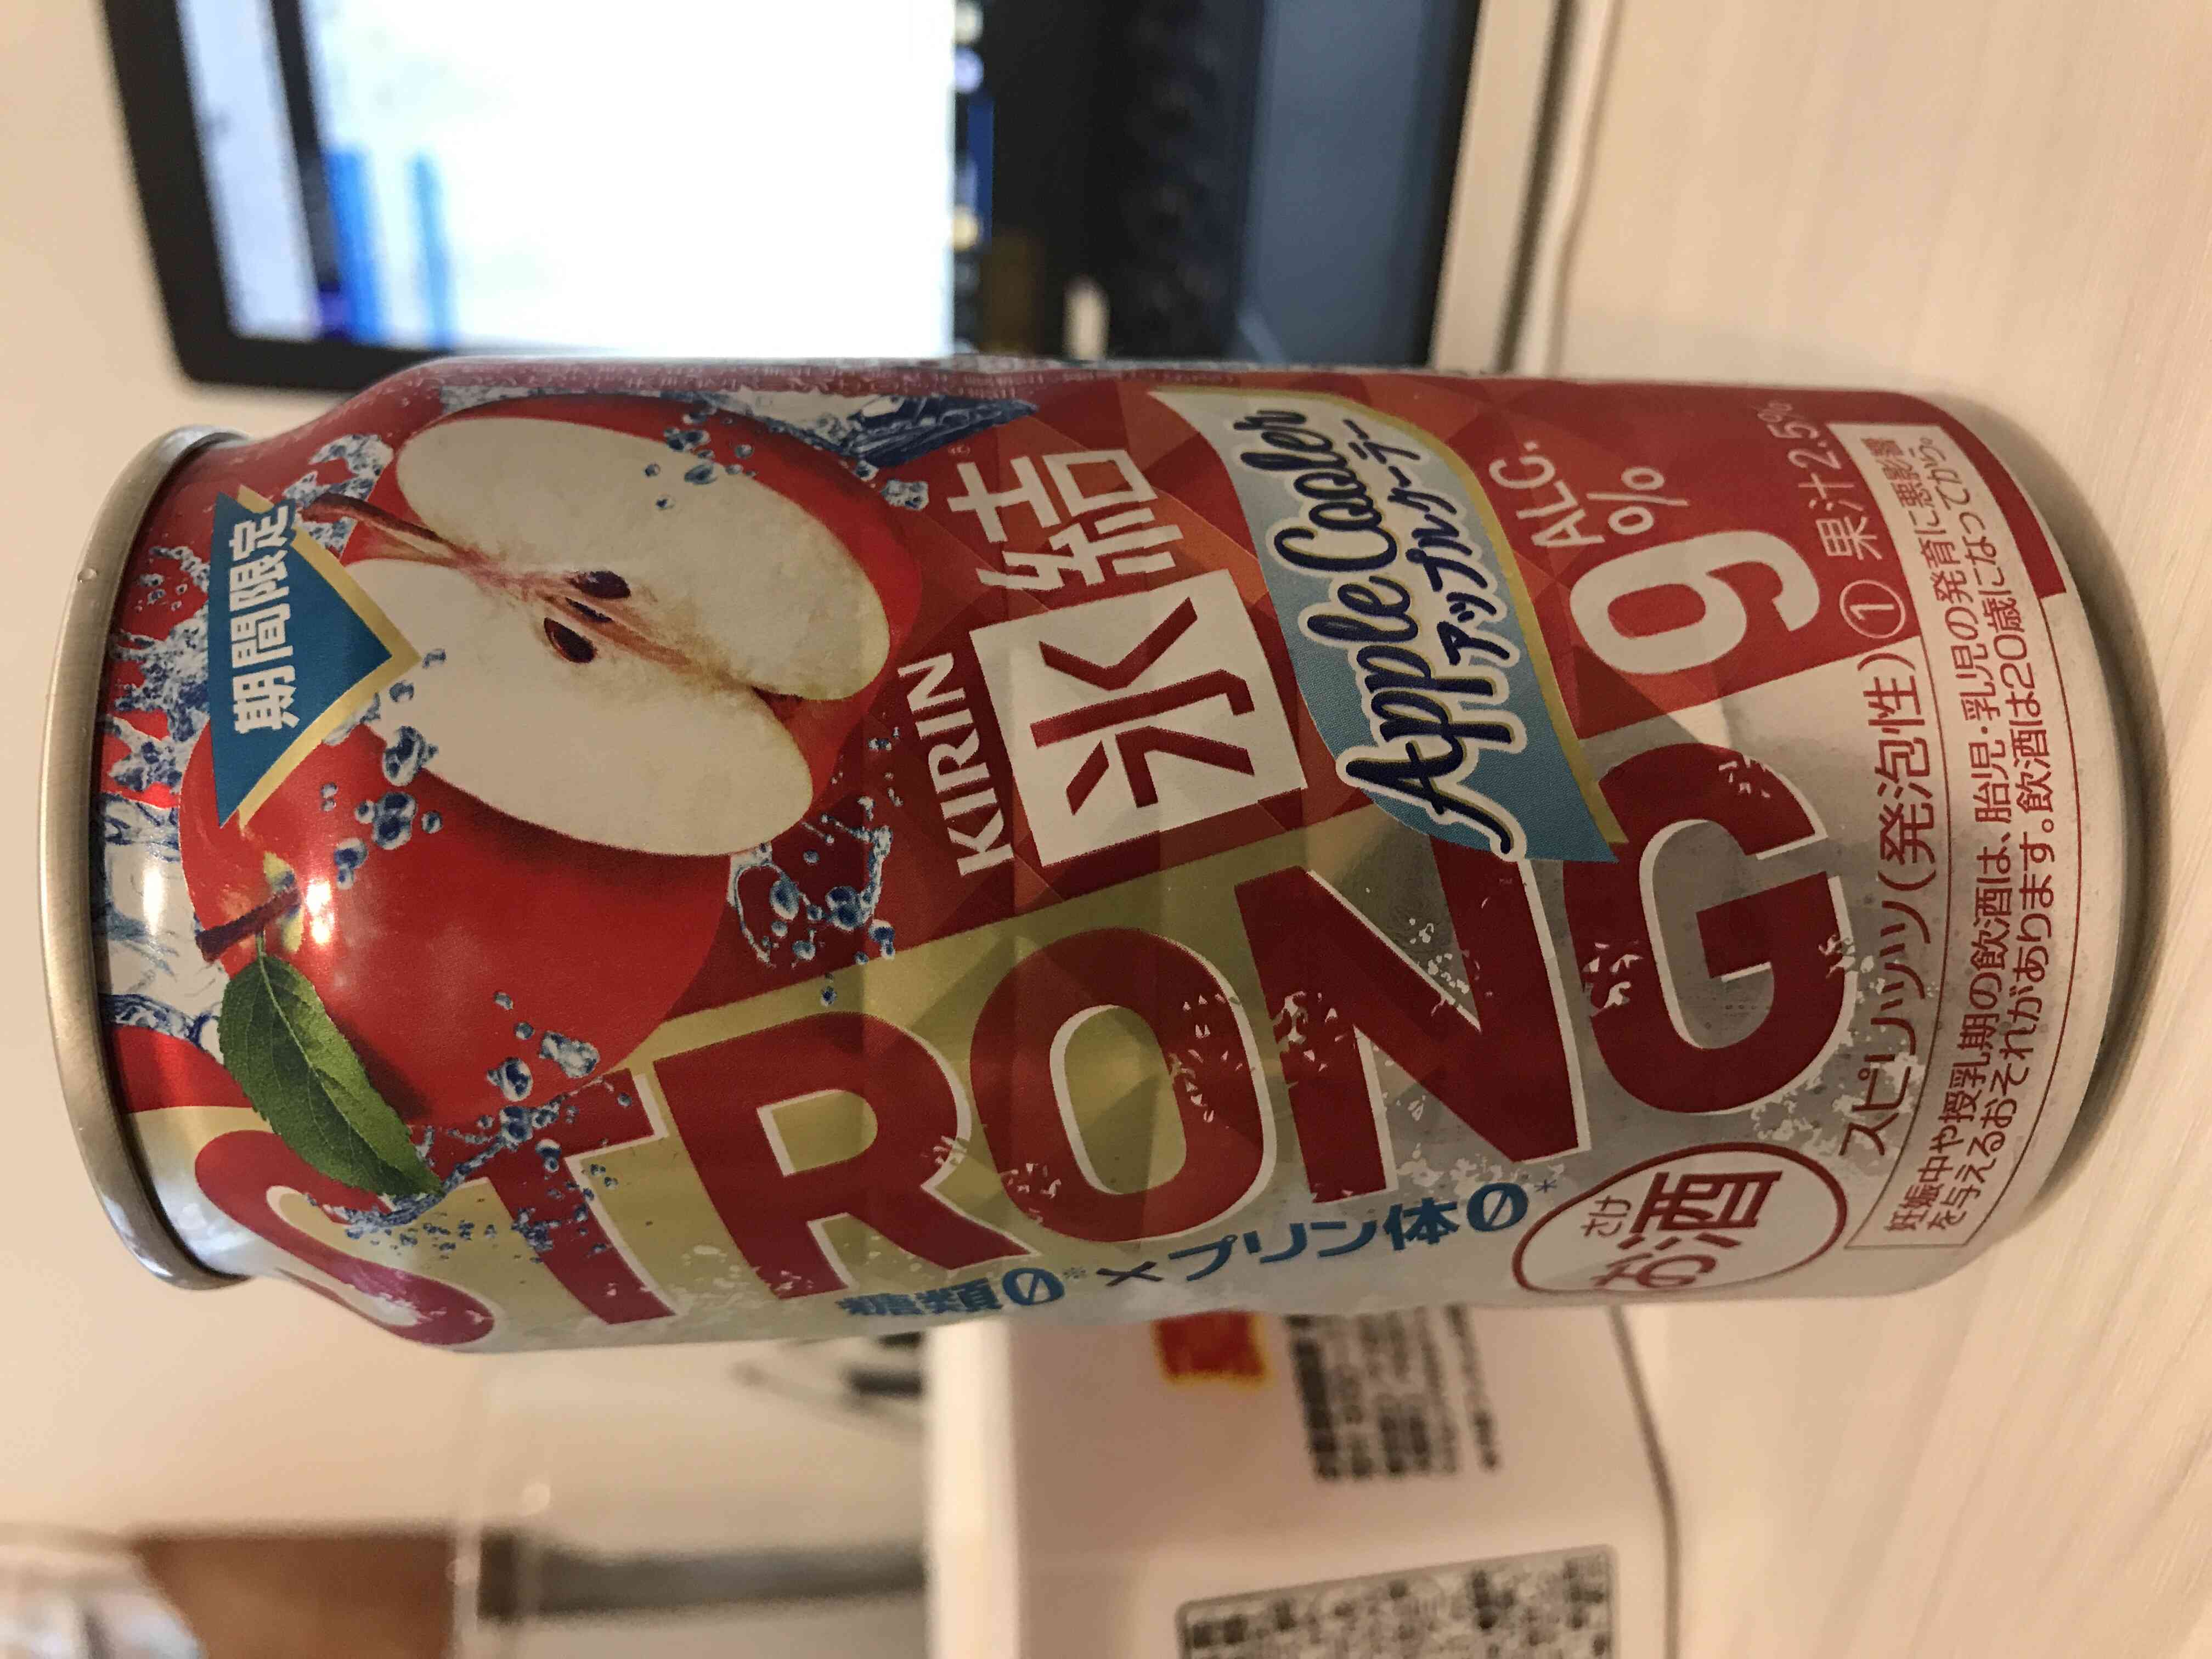 期間限定
STRONG
KIRIN
氷結
Apple Cooler
アップルクーラー
ALC.
9%
糖類0※×プリン体0※
さけ
お酒
スピリッツ(発泡性)① 果汁2.5%
妊娠中や授乳期の飲酒は、胎児・乳児の発育に悪影響
を与えるおそれがあります。飲酒は20歳になってから。